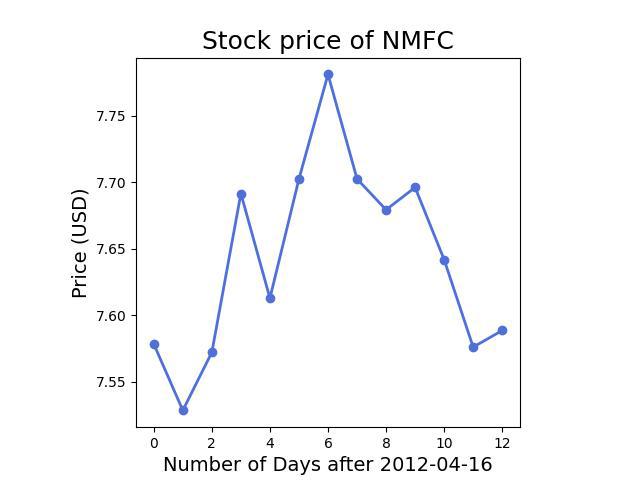 Stock price of NMFC
Price (USD)
7.75
7.70
7.65
7.60
7.55
0 2 4 6 8 10 12
Number of Days after 2012-04-16